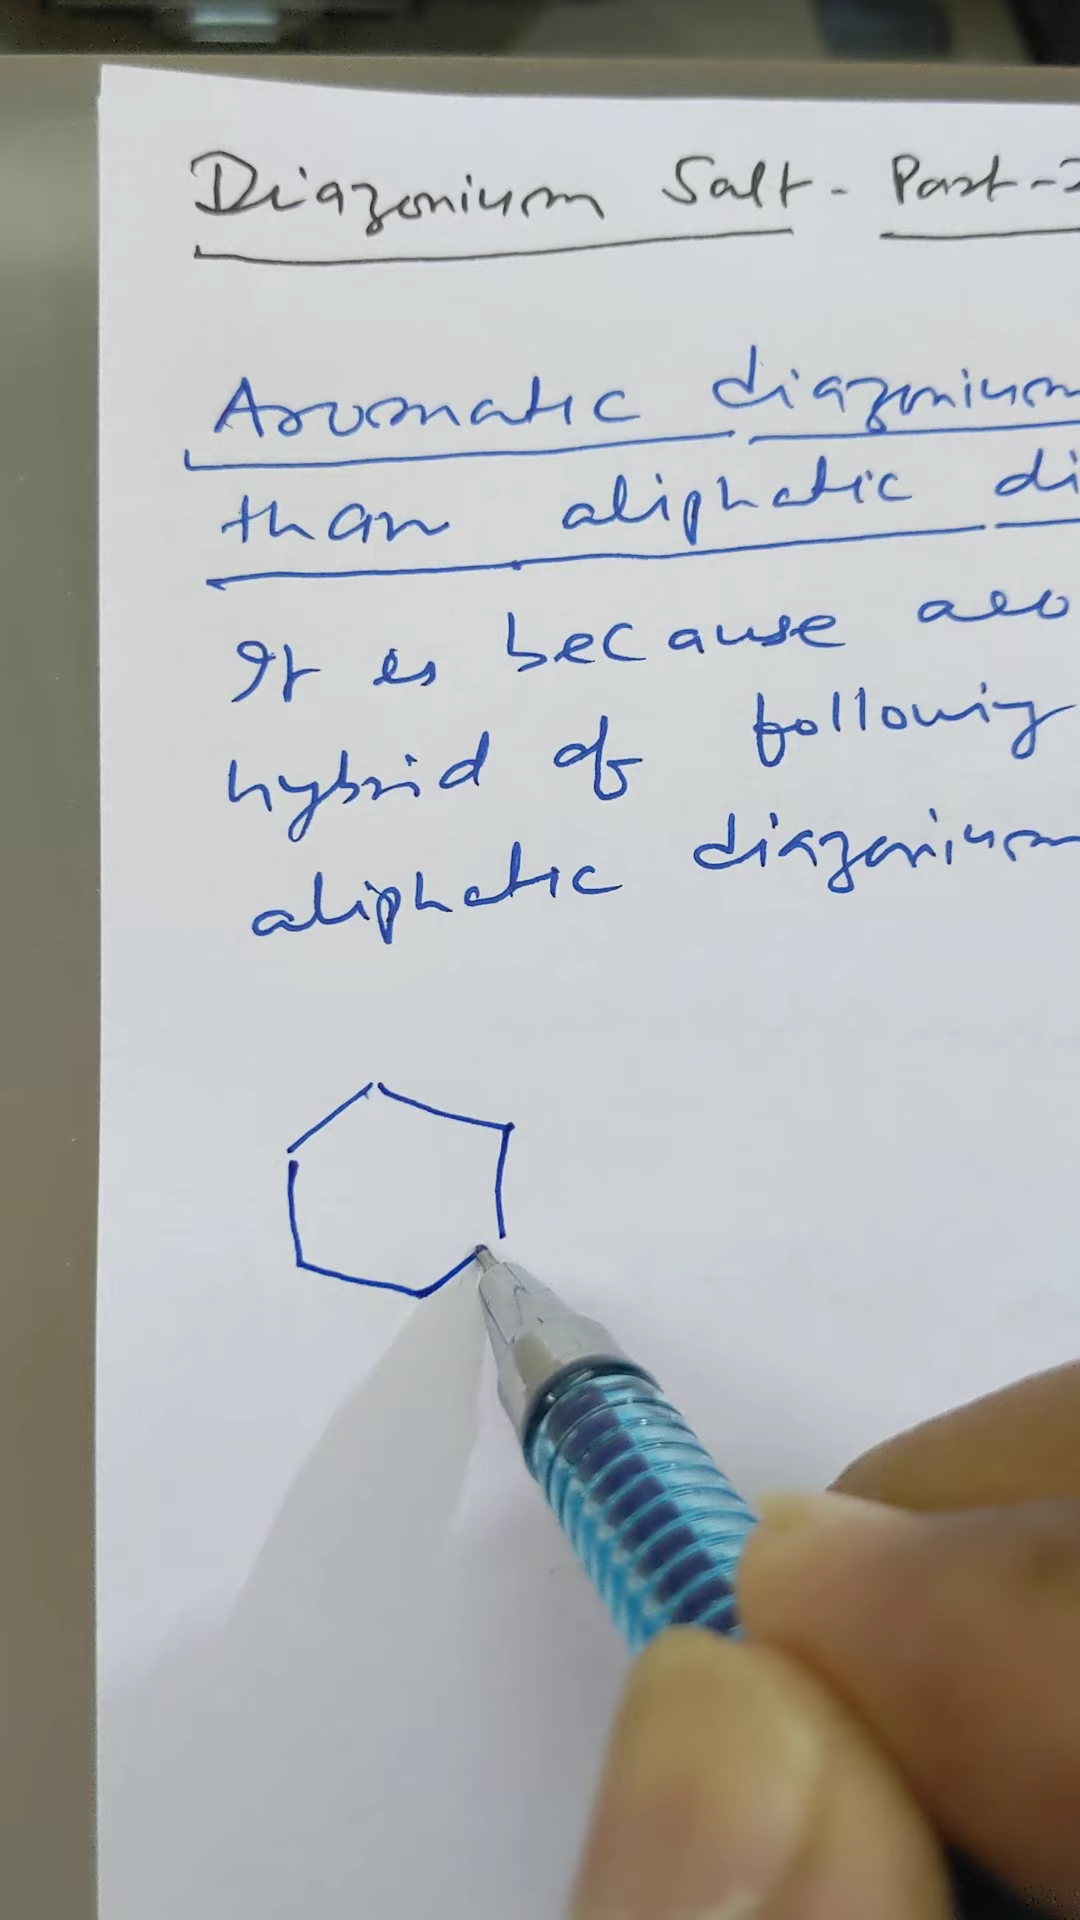 Diazonium Salt - Part -
Aromatic diazonium
than aliphatic di
It is because aro
hybrid of following
aliphatic diazonium